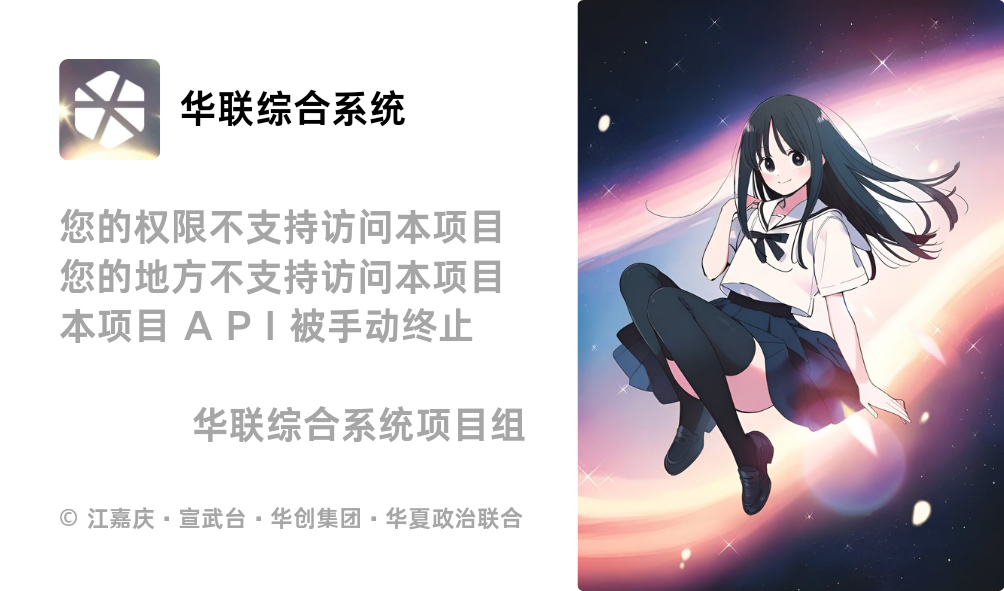 华联综合系统
您的权限不支持访问本项目
您的地方不支持访问本项目
本项目 A P I 被手动终止
华联综合系统项目组
© 江嘉庆・宣武台・华创集团・华夏政治联合